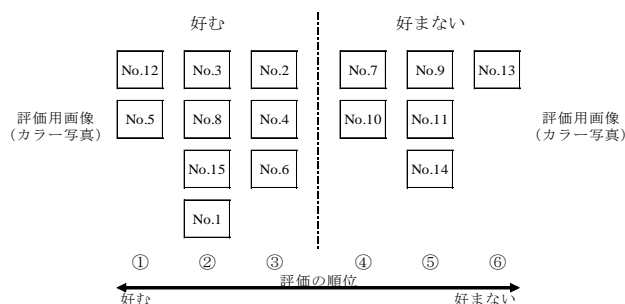 好む
好まない
No.12
No.3
No.2
No.7
No.9
No.13
No.5
No.8
No.4
No.10
No.11
No.15
No.6
No.14
No.1
評価用画像
(カラー写真)
評価用画像
(カラー写真)
①
②
③
④
⑤
⑥
評価の順位
好む
好まない